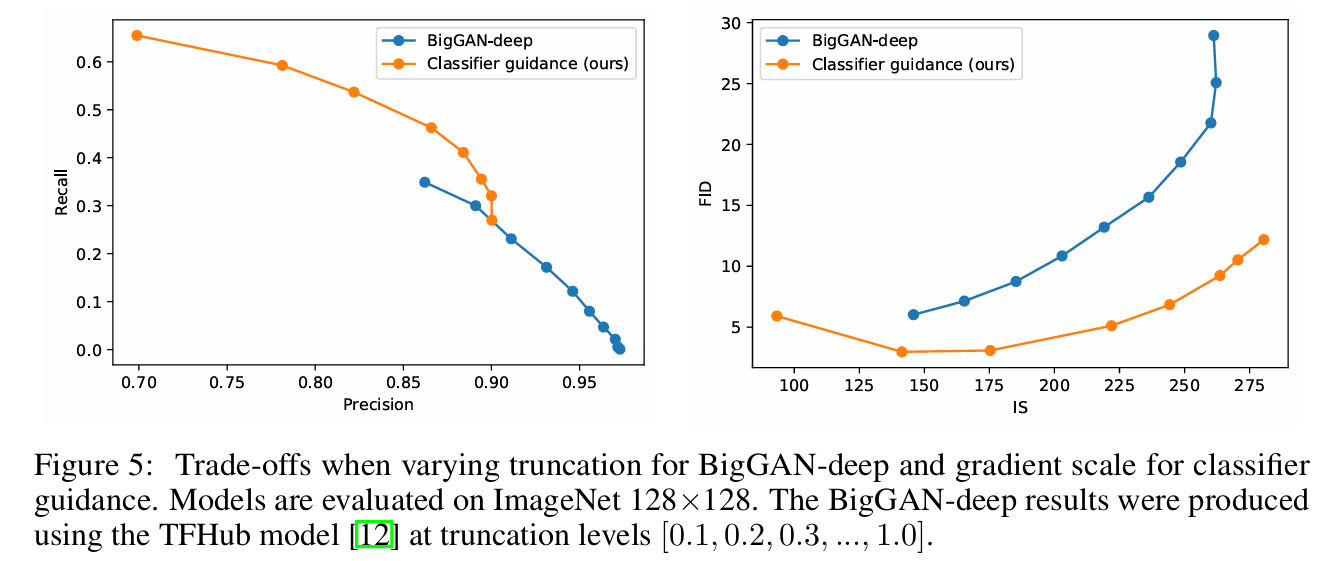 BigGAN-deep
Classifier guidance (ours)
0.6
0.5
0.4
0.3
0.2
0.1
0.0
Recall
0.70 0.75 0.80 0.85 0.90 0.95
Precision
BigGAN-deep
Classifier guidance (ours)
30
25
20
15
10
5
FID
100 125 150 175 200 225 250 275
IS
Figure 5: Trade-offs when varying truncation for BigGAN-deep and gradient scale for classifier
guidance. Models are evaluated on ImageNet 128×128. The BigGAN-deep results were produced
using the TFHub model [12] at truncation levels [0.1, 0.2, 0.3, ..., 1.0].